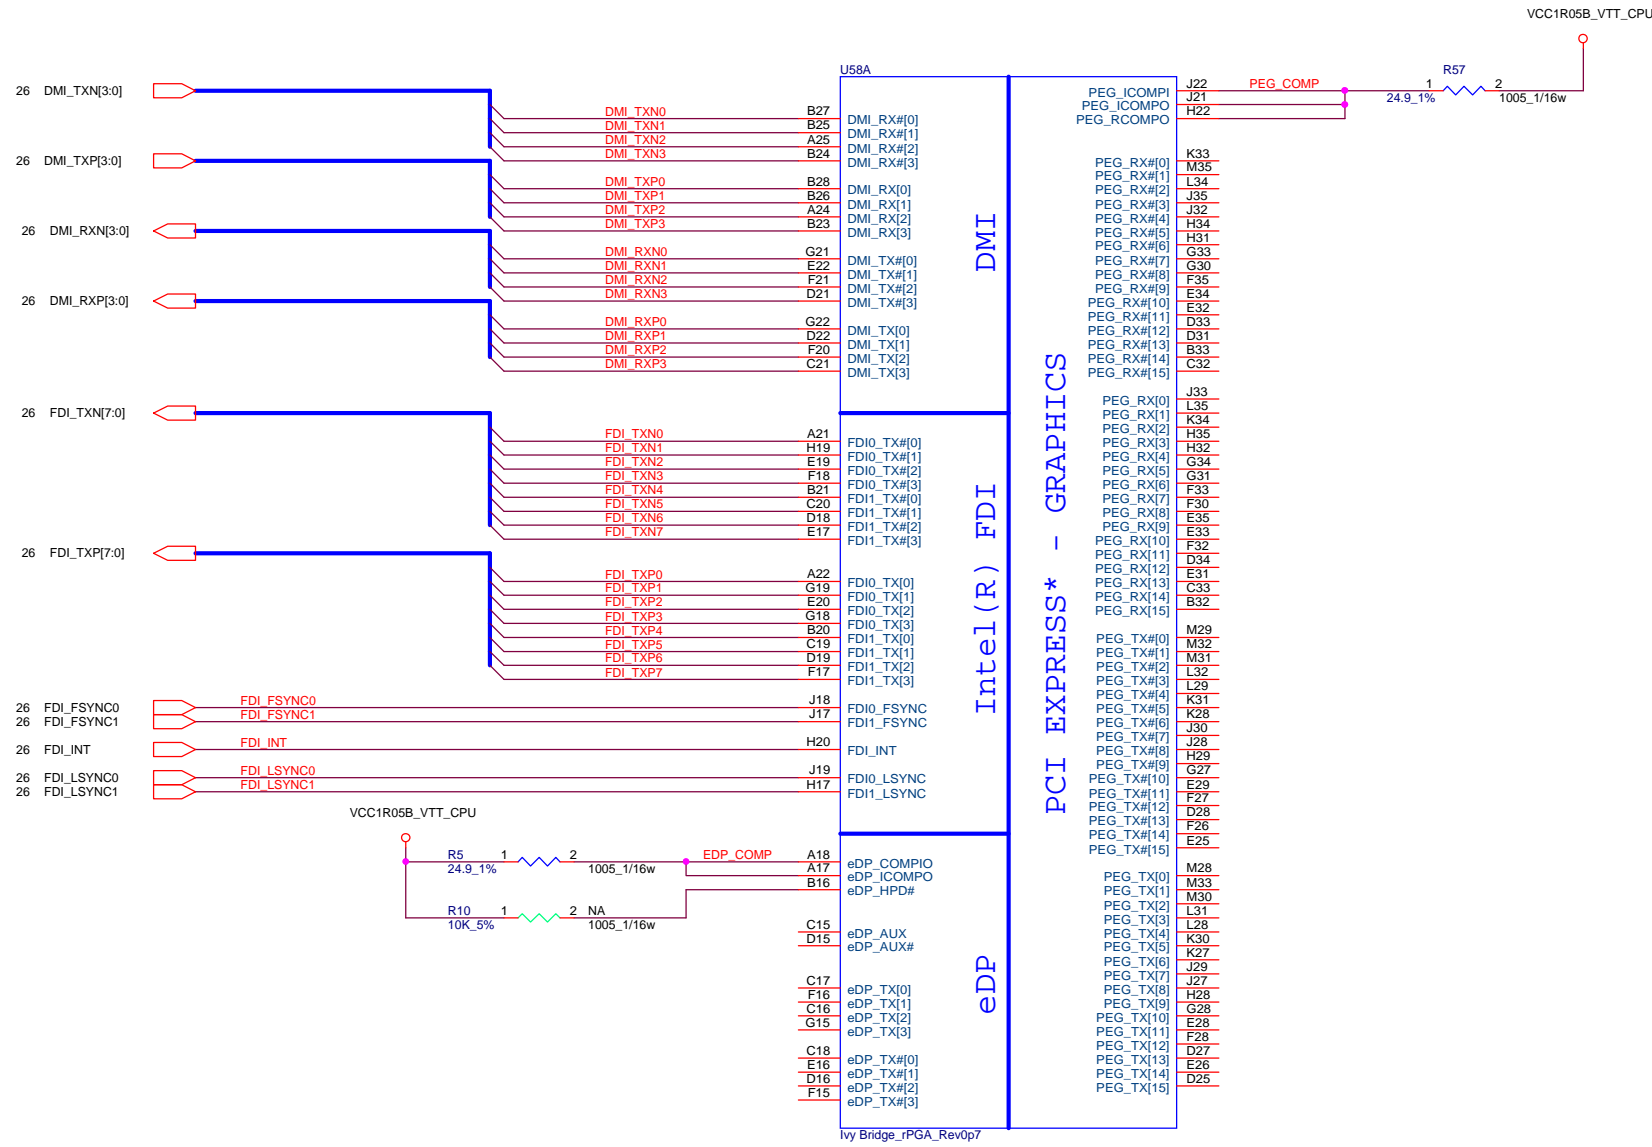 VCC1R05B_VTT_CPU
R57
1 2
24.9_1% 1005_1/16w
PEG_COMP
U58A
26 DMI_TXN[3:0]
DMI_TXN0 B27 DMI_RX#[0]
DMI_TXN1 B25 DMI_RX#[1]
DMI_TXN2 A25 DMI_RX#[2]
DMI_TXN3 B24 DMI_RX#[3]
26 DMI_TXP[3:0]
DMI_TXP0 B28 DMI_RX[0]
DMI_TXP1 B26 DMI_RX[1]
DMI_TXP2 A24 DMI_RX[2]
DMI_TXP3 B23 DMI_RX[3]
26 DMI_RXN[3:0]
DMI_RXN0 G21 DMI_TX#[0]
DMI_RXN1 E22 DMI_TX#[1]
DMI_RXN2 F21 DMI_TX#[2]
DMI_RXN3 D21 DMI_TX#[3]
26 DMI_RXP[3:0]
DMI_RXP0 G22 DMI_TX[0]
DMI_RXP1 D22 DMI_TX[1]
DMI_RXP2 F20 DMI_TX[2]
DMI_RXP3 C21 DMI_TX[3]
DMI
26 FDI_TXN[7:0]
FDI_TXN0 A21 FDI0_TX#[0]
FDI_TXN1 H19 FDI0_TX#[1]
FDI_TXN2 E19 FDI0_TX#[2]
FDI_TXN3 F18 FDI0_TX#[3]
FDI_TXN4 B21 FDI1_TX#[0]
FDI_TXN5 C20 FDI1_TX#[1]
FDI_TXN6 D18 FDI1_TX#[2]
FDI_TXN7 E17 FDI1_TX#[3]
26 FDI_TXP[7:0]
FDI_TXP0 A22 FDI0_TX[0]
FDI_TXP1 G19 FDI0_TX[1]
FDI_TXP2 E20 FDI0_TX[2]
FDI_TXP3 G18 FDI0_TX[3]
FDI_TXP4 B20 FDI1_TX[0]
FDI_TXP5 C19 FDI1_TX[1]
FDI_TXP6 D19 FDI1_TX[2]
FDI_TXP7 F17 FDI1_TX[3]
26 FDI_FSYNC0 FDI_FSYNC0 J18 FDI0_FSYNC
26 FDI_FSYNC1 FDI_FSYNC1 J17 FDI1_FSYNC
26 FDI_INT FDI_INT H20 FDI_INT
26 FDI_LSYNC0 FDI_LSYNC0 J19 FDI0_LSYNC
26 FDI_LSYNC1 FDI_LSYNC1 H17 FDI1_LSYNC
Intel(R) FDI
VCC1R05B_VTT_CPU
R5 1 2 EDP_COMP A18 eDP_COMPIO
24.9_1% 1005_1/16w A17 eDP_ICOMPO
B16 eDP_HPD#
R10 1 2 NA
10K_5% 1005_1/16w
C15 eDP_AUX
D15 eDP_AUX#
C17 eDP_TX[0]
F16 eDP_TX[1]
C16 eDP_TX[2]
G15 eDP_TX[3]
C18 eDP_TX#[0]
E16 eDP_TX#[1]
D16 eDP_TX#[2]
F15 eDP_TX#[3]
eDP
PCI EXPRESS* - GRAPHICS
PEG_ICOMPI J22
PEG_ICOMPO J21
PEG_RCOMPO H22
PEG_RX#[0] K33
PEG_RX#[1] M35
PEG_RX#[2] L34
PEG_RX#[3] J35
PEG_RX#[4] J32
PEG_RX#[5] H34
PEG_RX#[6] H31
PEG_RX#[7] G33
PEG_RX#[8] G30
PEG_RX#[9] F35
PEG_RX#[10] E34
PEG_RX#[11] E32
PEG_RX#[12] D33
PEG_RX#[13] D31
PEG_RX#[14] B33
PEG_RX#[15] C32
PEG_RX[0] J33
PEG_RX[1] L35
PEG_RX[2] K34
PEG_RX[3] H35
PEG_RX[4] H32
PEG_RX[5] G34
PEG_RX[6] G31
PEG_RX[7] F33
PEG_RX[8] F30
PEG_RX[9] E35
PEG_RX[10] E33
PEG_RX[11] F32
PEG_RX[12] D34
PEG_RX[13] E31
PEG_RX[14] C33
PEG_RX[15] B32
PEG_TX#[0] M29
PEG_TX#[1] M32
PEG_TX#[2] M31
PEG_TX#[3] L32
PEG_TX#[4] L29
PEG_TX#[5] K31
PEG_TX#[6] K28
PEG_TX#[7] J30
PEG_TX#[8] J28
PEG_TX#[9] H29
PEG_TX#[10] G27
PEG_TX#[11] E29
PEG_TX#[12] F27
PEG_TX#[13] D28
PEG_TX#[14] F26
PEG_TX#[15] E25
PEG_TX[0] M28
PEG_TX[1] M33
PEG_TX[2] M30
PEG_TX[3] L31
PEG_TX[4] L28
PEG_TX[5] K30
PEG_TX[6] K27
PEG_TX[7] J29
PEG_TX[8] J27
PEG_TX[9] H28
PEG_TX[10] G28
PEG_TX[11] E28
PEG_TX[12] F28
PEG_TX[13] D27
PEG_TX[14] E26
PEG_TX[15] D25
Ivy Bridge_rPGA_Rev0p7